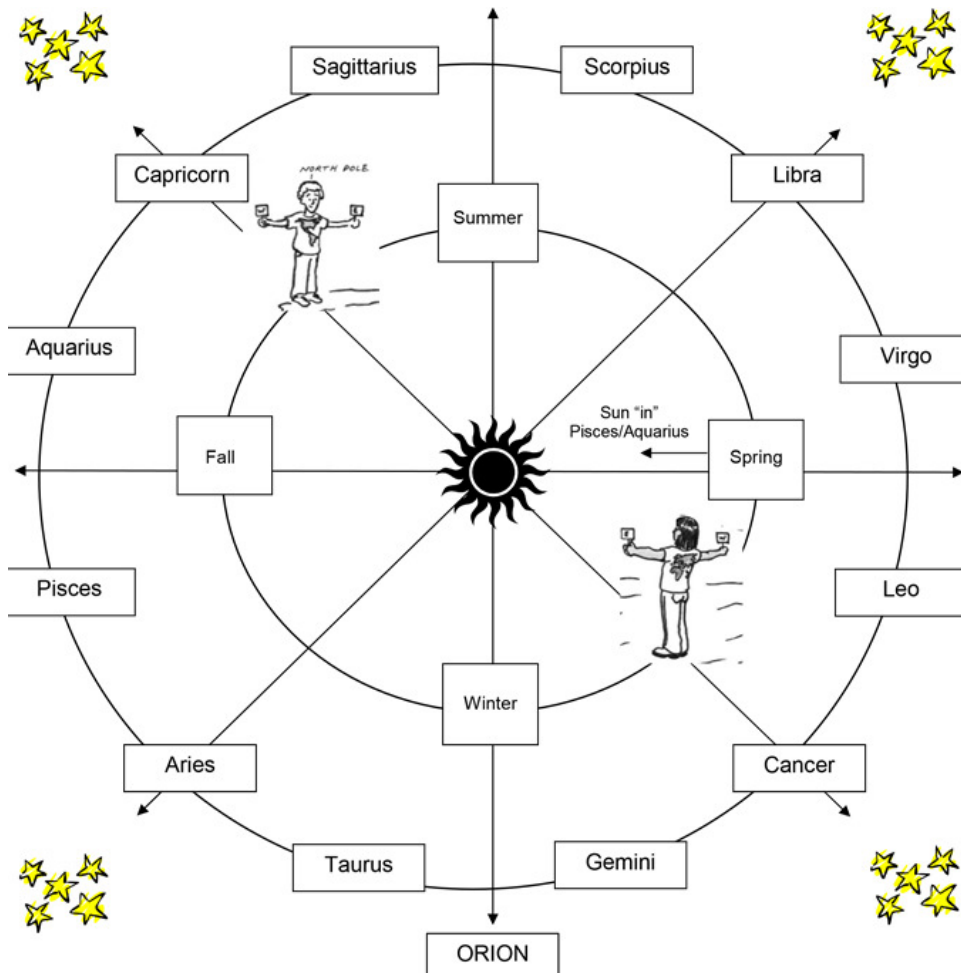 Sagittarius
Scorpius
Capricorn
NORTH POLE
Libra
Summer
Aquarius
Virgo
Sun “in”
Pisces/Aquarius
Fall
Spring
Pisces
Leo
Winter
Aries
Cancer
Taurus
Gemini
ORION